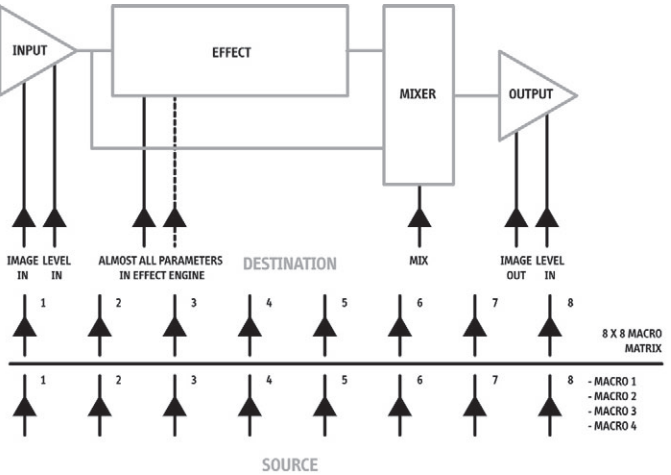 INPUT
EFFECT
MIXER
OUTPUT
IMAGE IN
LEVEL IN
ALMOST ALL PARAMETERS
IN EFFECT ENGINE
DESTINATION
MIX
IMAGE OUT
LEVEL IN
1 2 3 4 5 6 7 8
8 X 8 MACRO
MATRIX
1 2 3 4 5 6 7 8
- MACRO 1
- MACRO 2
- MACRO 3
- MACRO 4
SOURCE